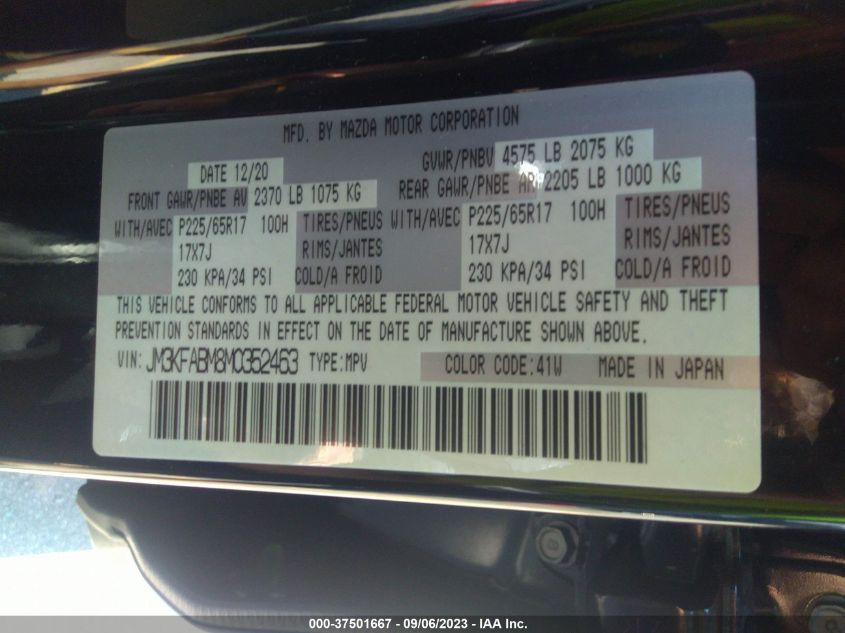 MFD. BY MAZDA MOTOR CORPORATION
DATE 12/20 GVWR/PNBV 4575 LB 2075 KG
FRONT GAWR/PNBE AV 2370 LB 1075 KG REAR GAWR/PNBE ARR 2205 LB 1000 KG
WITH/AVEC P225/65R17 100H TIRES/PNEUS WITH/AVEC P225/65R17 100H TIRES/PNEUS
17X7J RIMS/JANTES 17X7J RIMS/JANTES
230 KPA/34 PSI COLD/A FROID 230 KPA/34 PSI COLD/A FROID
THIS VEHICLE CONFORMS TO ALL APPLICABLE FEDERAL MOTOR VEHICLE SAFETY AND THEFT
PREVENTION STANDARDS IN EFFECT ON THE DATE OF MANUFACTURE SHOWN ABOVE.
VIN: JM3KFABM8M0352463 TYPE:MPV COLOR CODE:41W MADE IN JAPAN
000-37501667 - 09/06/2023 - IAA Inc.